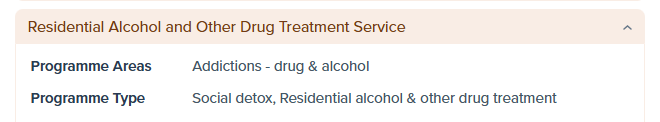 Residential Alcohol and Other Drug Treatment Service
Programme Areas Addictions - drug & alcohol
Programme Type Social detox, Residential alcohol & other drug treatment